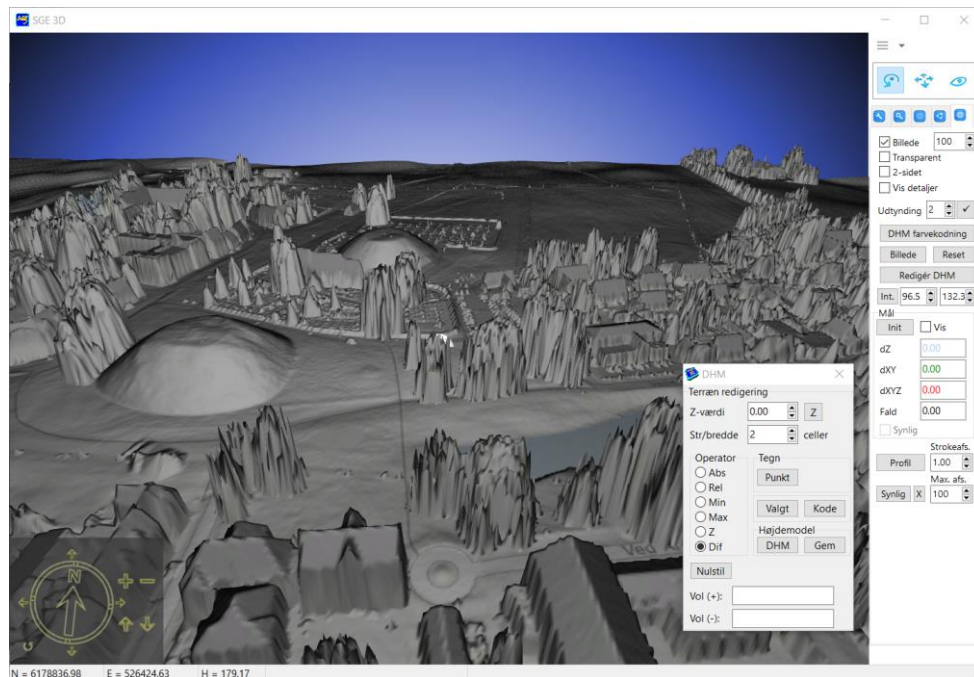 SGE 3D
Billede 100
Transparent
2-sidet
Vis detaljer
Udtynding 2
DHM farvekodning
Billede Reset
Redigér DHM
Int. 96.5 132.3
Mål
Init Vis
dZ 0.00
dXY 0.00
dXYZ 0.00
Fald 0.00
Synlig
Strokeafs.
Profil 1.00
Max. afs.
Synlig X 100
DHM
Terræn redigering
Z-værdi 0.00 Z
Str/bredde 2 celler
Operator
Abs
Rel
Min
Max
Z
Dif
Tegn
Punkt
Valgt Kode
Højdemodel
DHM Gem
Nulstil
Vol (+):
Vol (-):
Ved
N
N = 6178836.98 E = 526424.63 H = 179.17